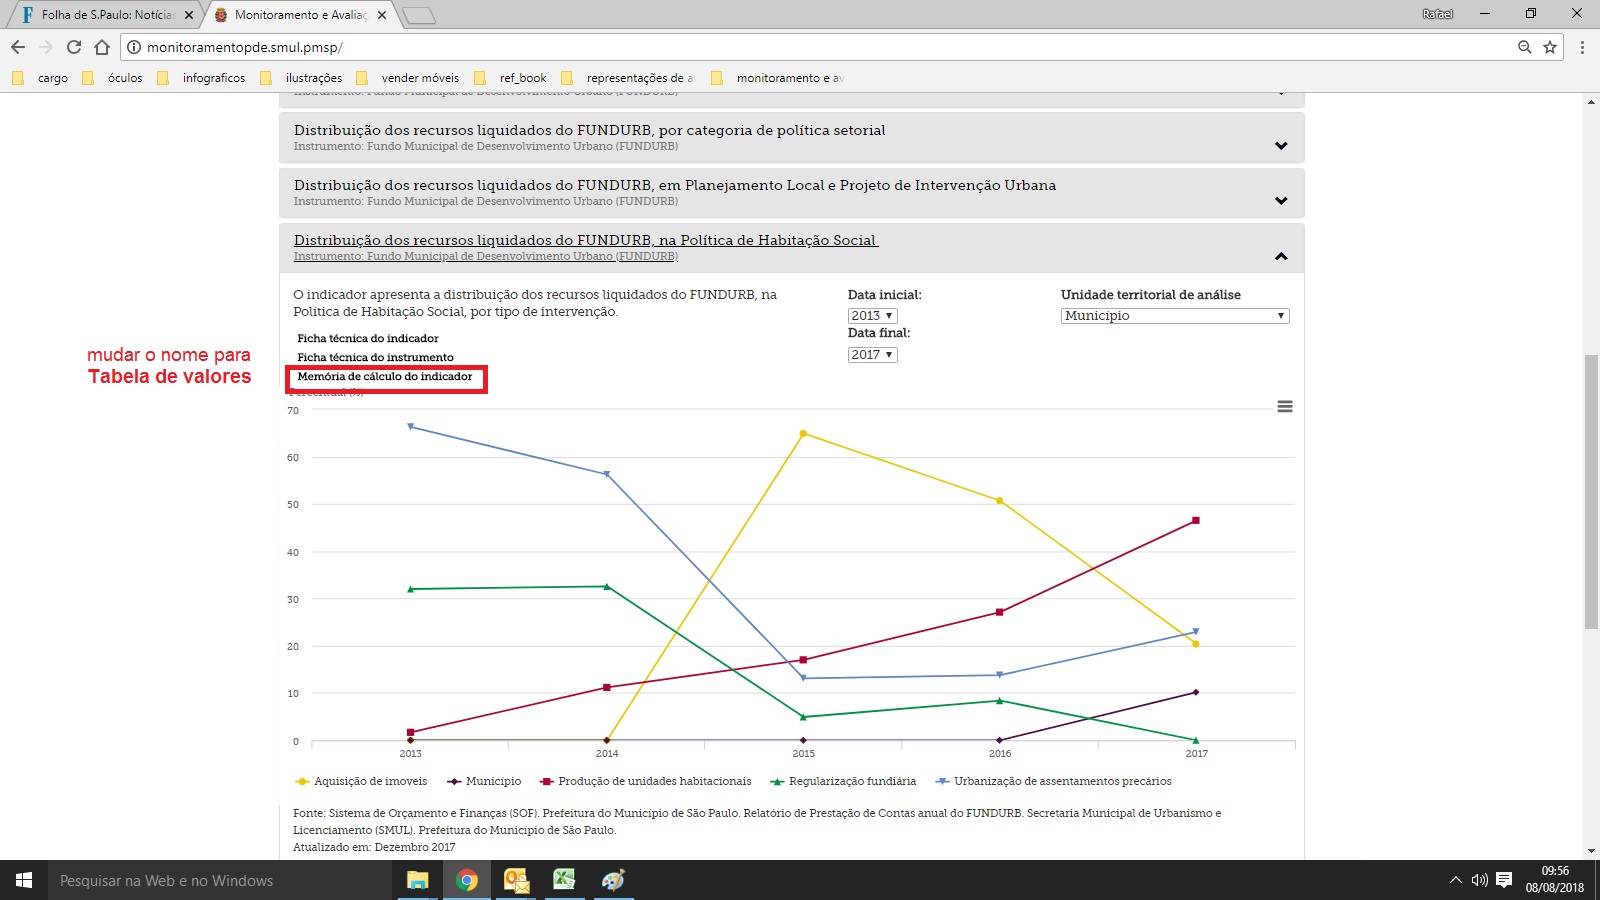 Folha de S.Paulo: Notícias
Monitoramento e Avaliaç
Rafael
monitoramentopde.smul.pmsp/
cargo
óculos
infograficos
ilustrações
vender móveis
ref_book
representações de a
monitoramento e av
Instrumento: Fundo Municipal de Desenvolvimento Urbano (FUNDURB)
Distribuição dos recursos liquidados do FUNDURB, por categoria de política setorial
Instrumento: Fundo Municipal de Desenvolvimento Urbano (FUNDURB)
Distribuição dos recursos liquidados do FUNDURB, em Planejamento Local e Projeto de Intervenção Urbana
Instrumento: Fundo Municipal de Desenvolvimento Urbano (FUNDURB)
Distribuição dos recursos liquidados do FUNDURB, na Política de Habitação Social
Instrumento: Fundo Municipal de Desenvolvimento Urbano (FUNDURB)
O indicador apresenta a distribuição dos recursos liquidados do FUNDURB, na
Política de Habitação Social, por tipo de intervenção.
Data inicial:
2013
Data final:
2017
Unidade territorial de análise
Município
Ficha técnica do indicador
Ficha técnica do instrumento
Memória de cálculo do indicador
mudar o nome para
Tabela de valores
Percentual (%)
70
60
50
40
30
20
10
0
2013
2014
2015
2016
2017
Aquisição de imoveis
Município
Produção de unidades habitacionais
Regularização fundiária
Urbanização de assentamentos precários
Fonte: Sistema de Orçamento e Finanças (SOF). Prefeitura do Município de São Paulo. Relatório de Prestação de Contas anual do FUNDURB. Secretaria Municipal de Urbanismo e
Licenciamento (SMUL). Prefeitura do Município de São Paulo.
Atualizado em: Dezembro 2017
Pesquisar na Web e no Windows
09:56
08/08/2018